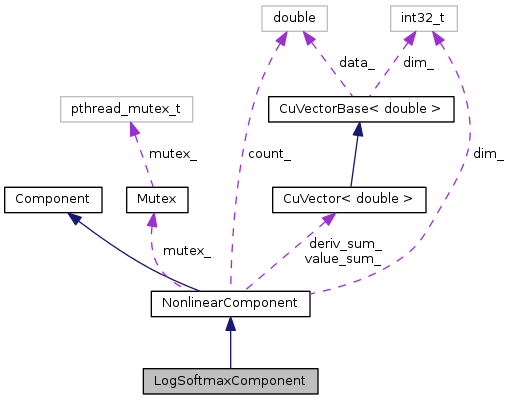 double
int32_t
data_
dim_
pthread_mutex_t
CuVectorBase< double >
mutex_
count_
dim_
Component
Mutex
CuVector< double >
mutex_
deriv_sum_
value_sum_
NonlinearComponent
LogSoftmaxComponent